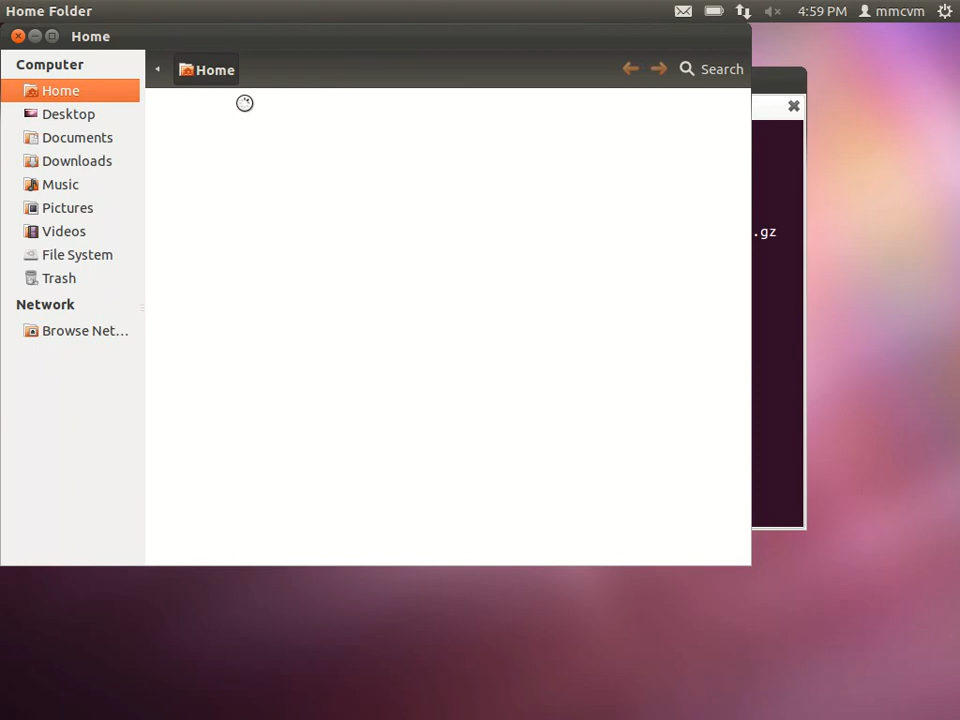 Home Folder
4:59 PM
mmcvm
Home
Computer
Home
Desktop
Documents
Downloads
Music
Pictures
Videos
File System
Trash
Network
Browse Net...
Home
Search
.gz